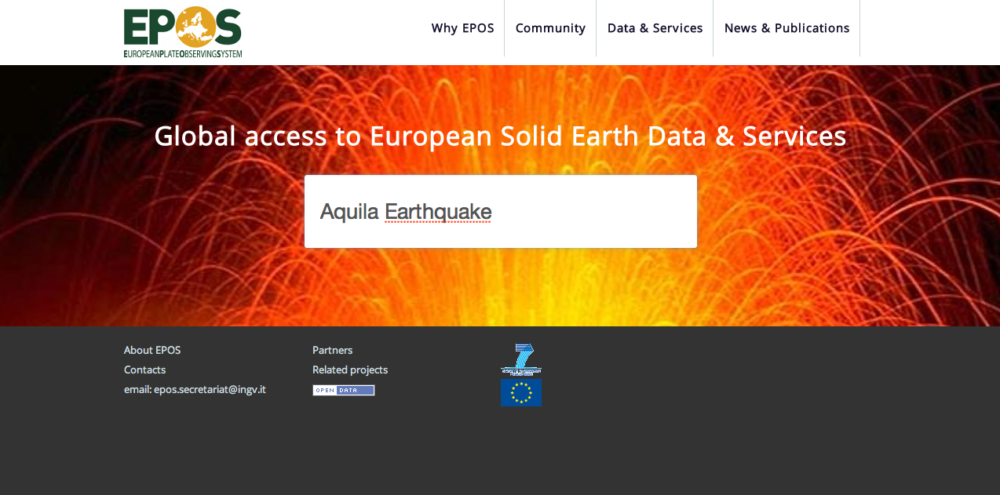 EPOS
EUROPEANPLATEOBSERVINGSYSTEM
Why EPOS
Community
Data & Services
News & Publications
Global access to European Solid Earth Data & Services
Aquila Earthquake
About EPOS
Contacts
email: epos.secretariat@ingv.it
Partners
Related projects
OPEN DATA
7